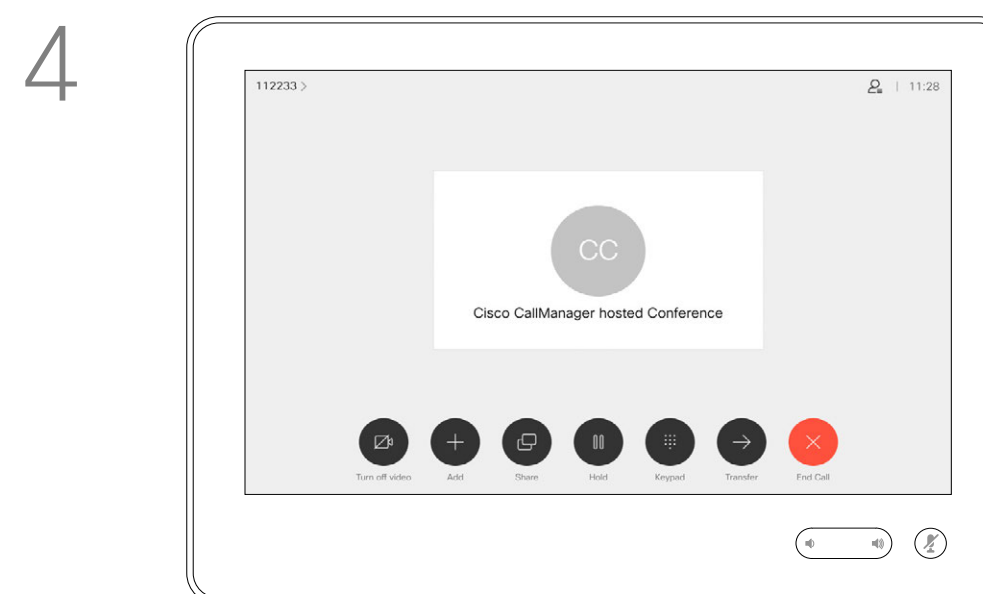 4
112233 >
| 11:28
CC
Cisco CallManager hosted Conference
Turn off video Add Share Hold Keypad Transfer End Call